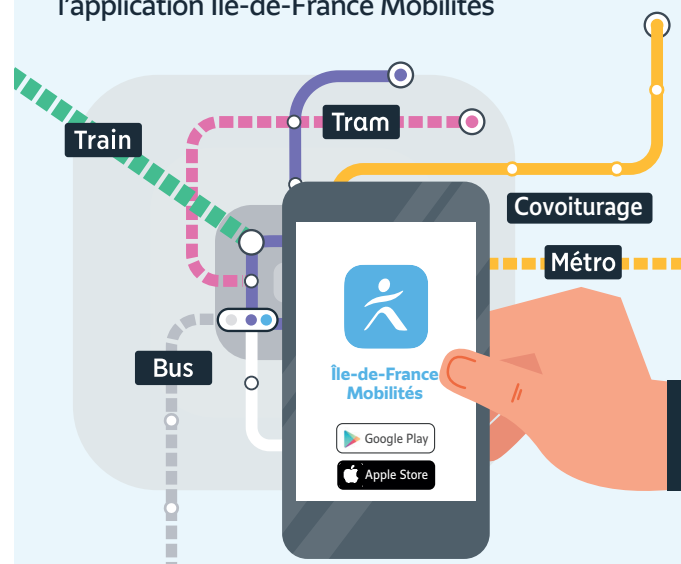 l'application Île-de-France Mobilités
Tram
Train
Covoiturage
Métro
Bus
Île-de-France
Mobilités
Google Play
Apple Store